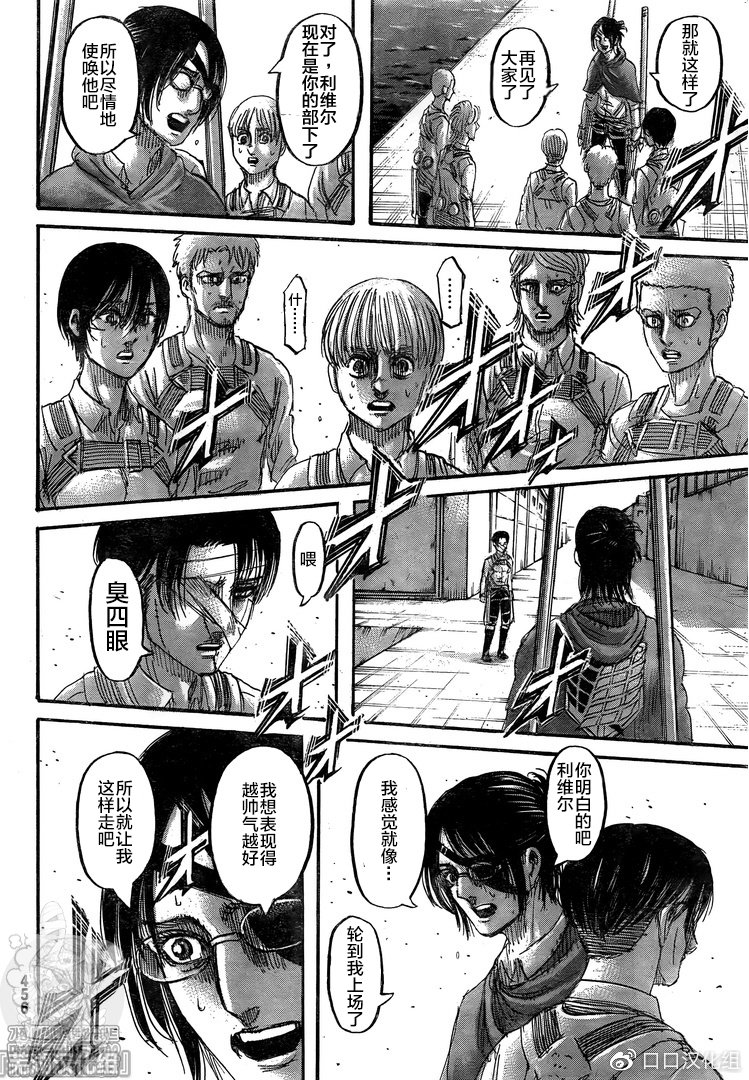 那就这样了
再见了
大家了
对了，利维尔
现在是你的部下了
所以尽情地
使唤他吧
……
什……
喂
臭四眼
你明白的吧
利维尔
我感觉就像…
轮到我上场了
我想表现得
越帅气越好
所以就让我
这样走吧
456
口口汉化组